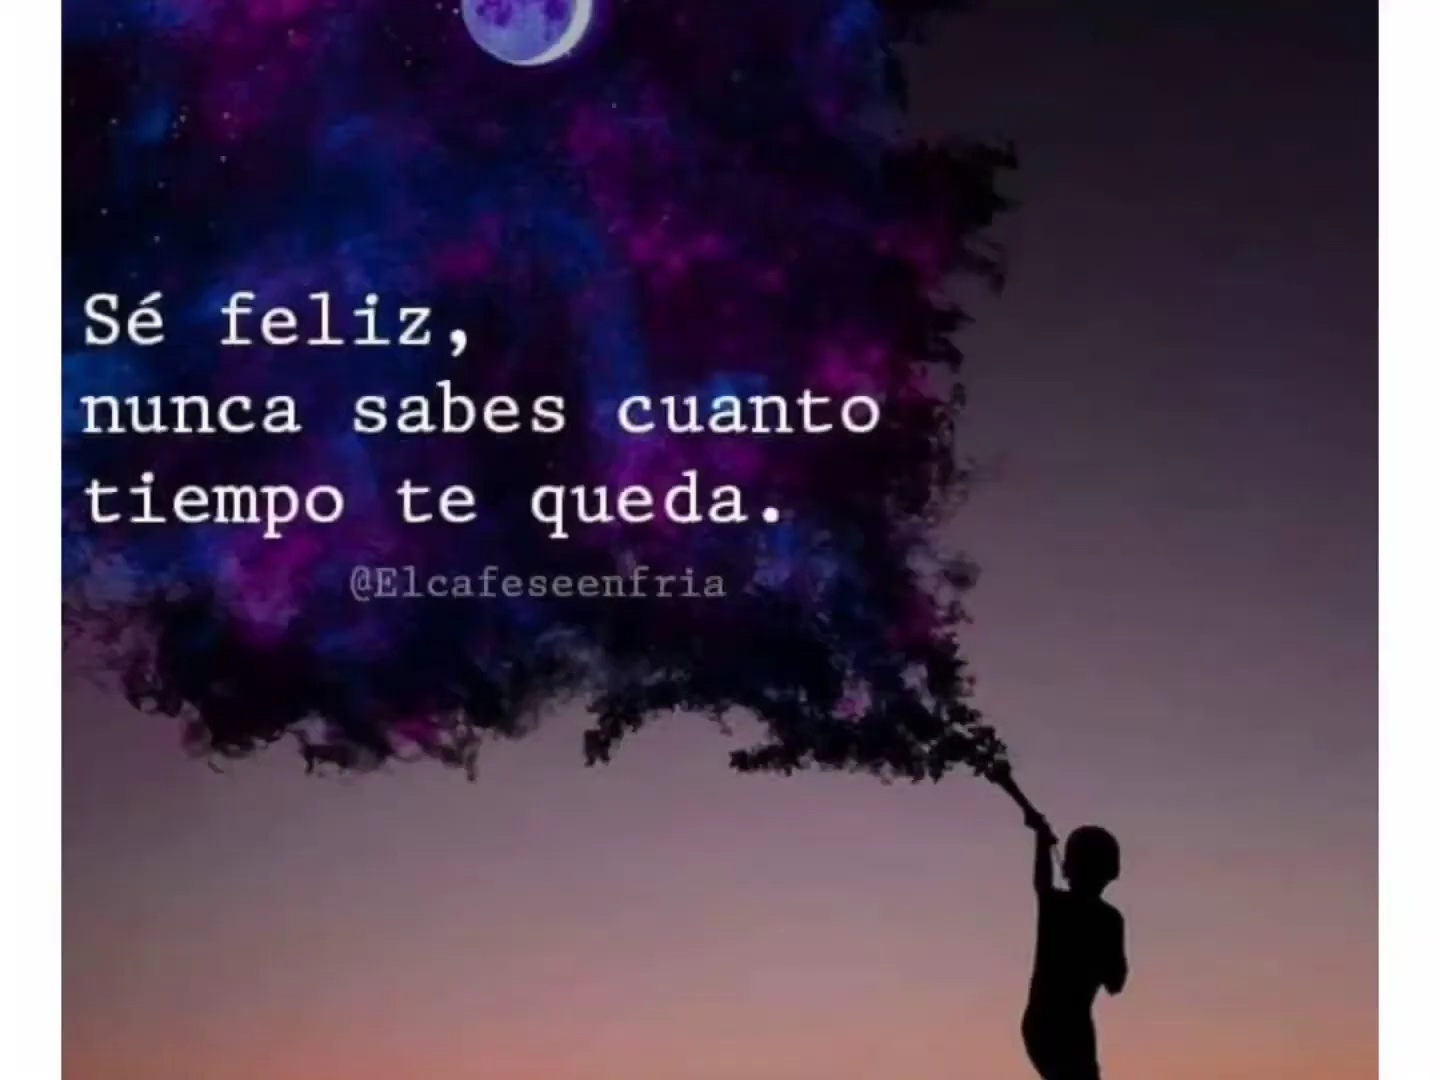 Sé feliz,
nunca sabes cuanto
tiempo te queda.
@Elcafeseenfria